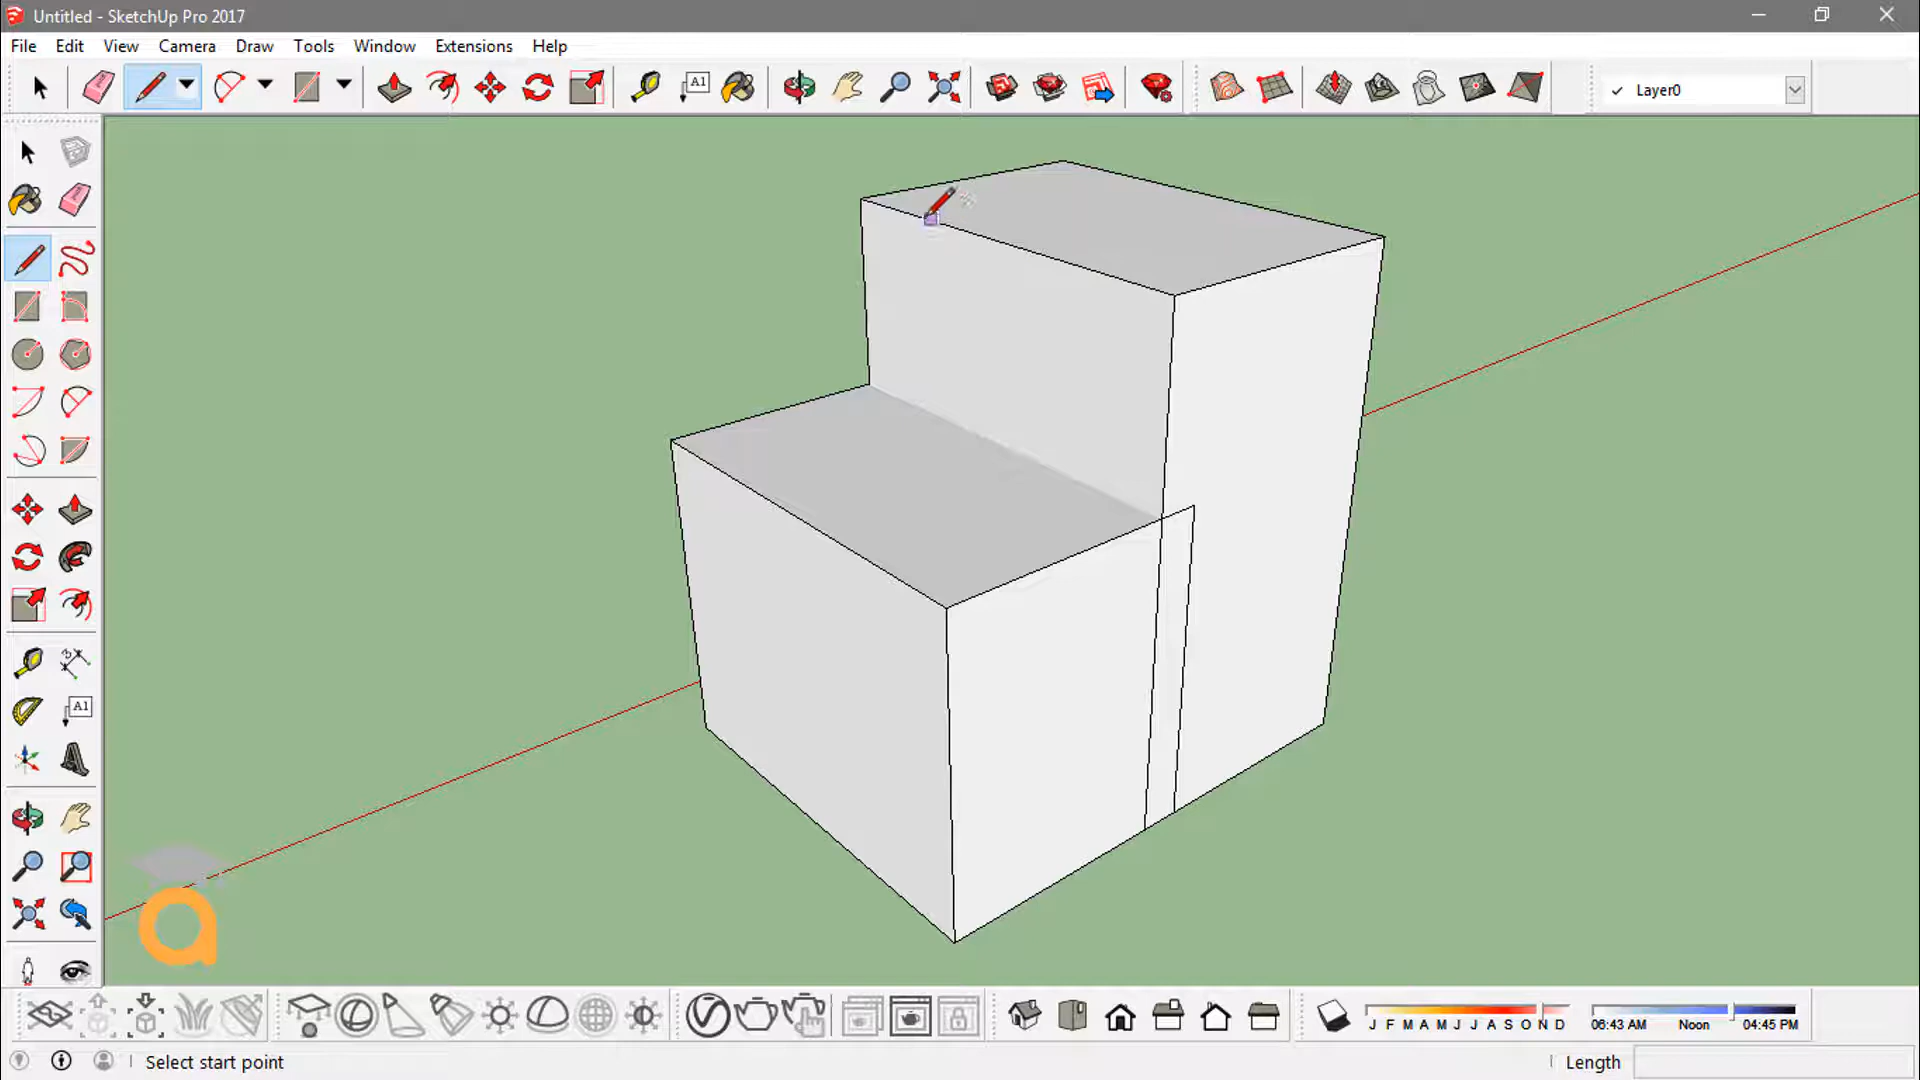 Untitled - SketchUp Pro 2017
File Edit View Camera Draw Tools Window Extensions Help
A1
Layer0
A1
J F M A M J J A S O N D
06:43 AM Noon 04:45 PM
Select start point
Length